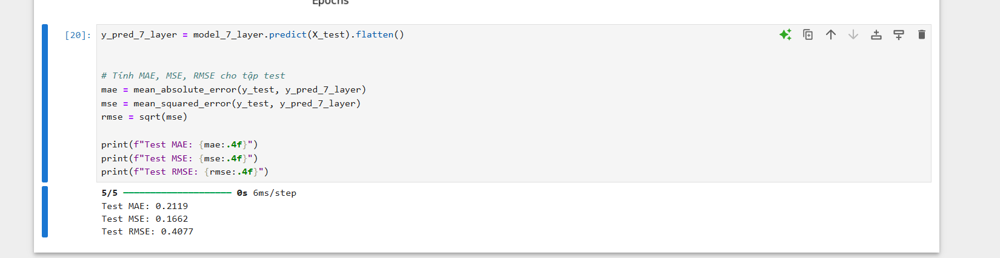 Epochs
[20]: y_pred_7_layer = model_7_layer.predict(X_test).flatten()
# Tính MAE, MSE, RMSE cho tập test
mae = mean_absolute_error(y_test, y_pred_7_layer)
mse = mean_squared_error(y_test, y_pred_7_layer)
rmse = sqrt(mse)
print(f"Test MAE: {mae:.4f}")
print(f"Test MSE: {mse:.4f}")
print(f"Test RMSE: {rmse:.4f}")
5/5 ━━━━━━━━━━━━━━━━━━━━ 0s 6ms/step
Test MAE: 0.2119
Test MSE: 0.1662
Test RMSE: 0.4077